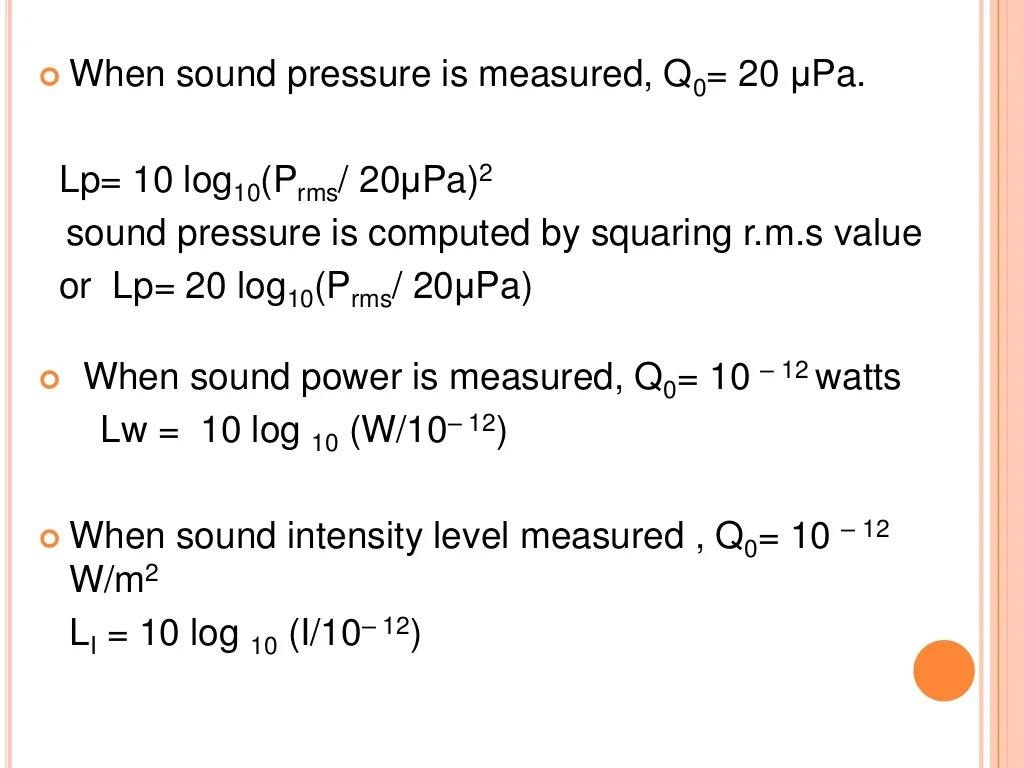 When sound pressure is measured, Q₀= 20 μPa.
Lp= 10 log₁₀(Pᵣₘₛ/ 20μPa)²
sound pressure is computed by squaring r.m.s value
or Lp= 20 log₁₀(Pᵣₘₛ/ 20μPa)
When sound power is measured, Q₀= 10 ⁻ ¹² watts
Lw = 10 log ₁₀ (W/10⁻ ¹²)
When sound intensity level measured , Q₀= 10 ⁻ ¹²
W/m²
Lₗ = 10 log ₁₀ (I/10⁻ ¹²)